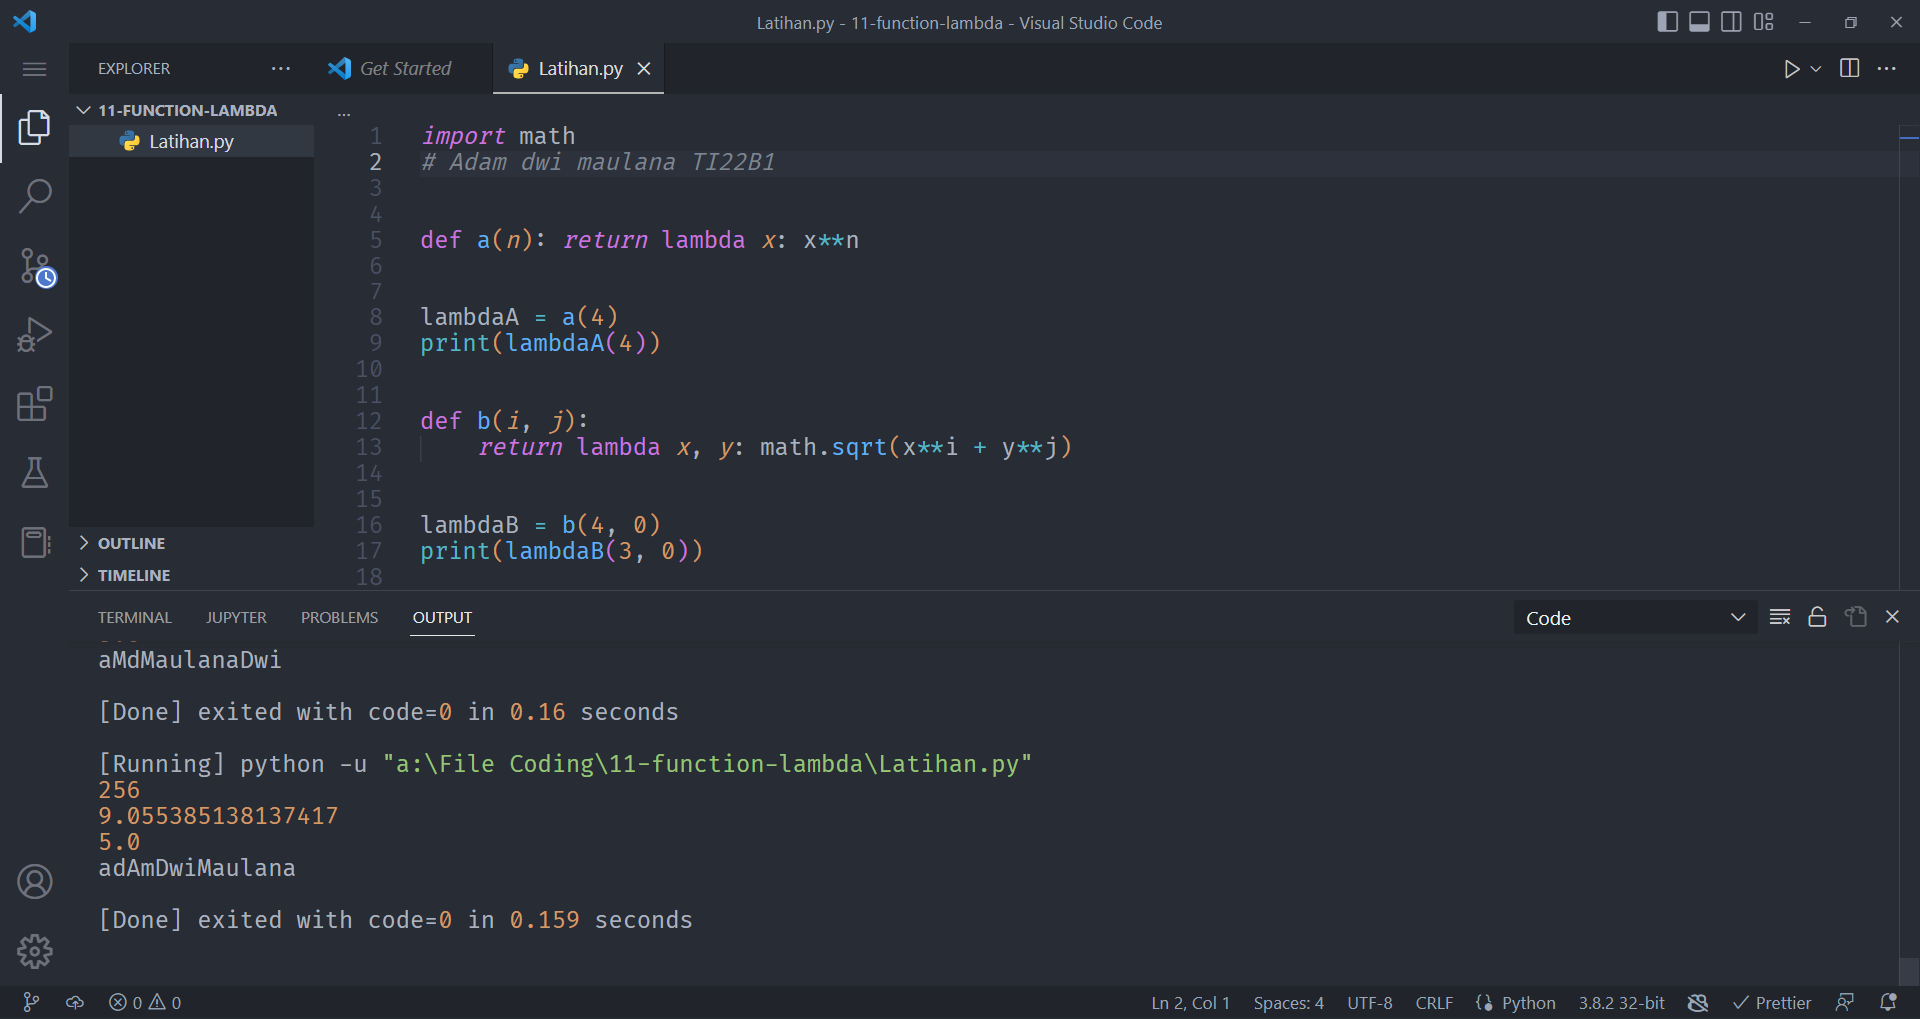 Latihan.py - 11-function-lambda - Visual Studio Code
EXPLORER
Get Started
Latihan.py
11-FUNCTION-LAMBDA
Latihan.py
OUTLINE
TIMELINE
...
1 import math
2 # Adam dwi maulana TI22B1
3
4
5 def a(n): return lambda x: x**n
6
7
8 lambdaA = a(4)
9 print(lambdaA(4))
10
11
12 def b(i, j):
13     return lambda x, y: math.sqrt(x**i + y**j)
14
15
16 lambdaB = b(4, 0)
17 print(lambdaB(3, 0))
18
TERMINAL JUPYTER PROBLEMS OUTPUT
Code
aMdMaulanaDwi
[Done] exited with code=0 in 0.16 seconds
[Running] python -u "a:\File Coding\11-function-lambda\Latihan.py"
256
9.055385138137417
5.0
adAmDwiMaulana
[Done] exited with code=0 in 0.159 seconds
0 0
Ln 2, Col 1 Spaces: 4 UTF-8 CRLF Python 3.8.2 32-bit Prettier